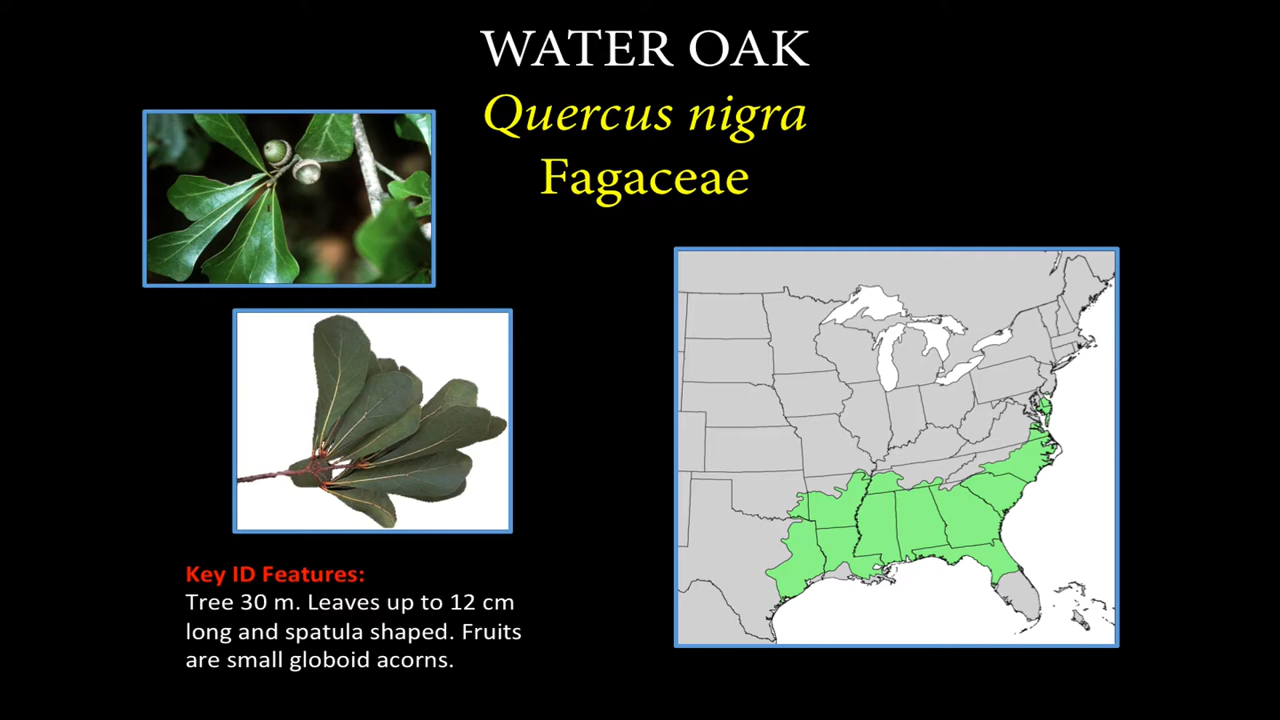 WATER OAK
Quercus nigra
Fagaceae
Key ID Features:
Tree 30 m. Leaves up to 12 cm
long and spatula shaped. Fruits
are small globoid acorns.